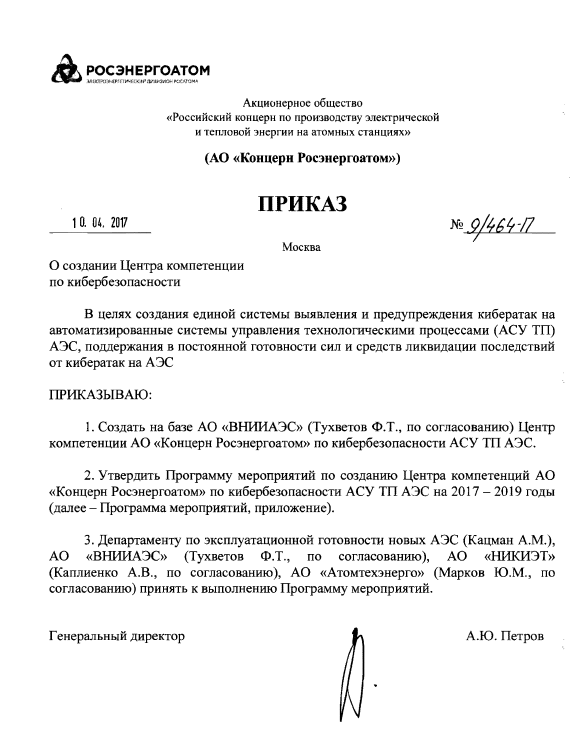 РОСЭНЕРГОАТОМ
ЭЛЕКТРОЭНЕРГЕТИЧЕСКИЙ ДИВИЗИОН РОСАТОМА
Акционерное общество
«Российский концерн по производству электрической
и тепловой энергии на атомных станциях»
(АО «Концерн Росэнергоатом»)
ПРИКАЗ
10. 04. 2017
№ 9/464-П
Москва
О создании Центра компетенции
по кибербезопасности
В целях создания единой системы выявления и предупреждения кибератак на
автоматизированные системы управления технологическими процессами (АСУ ТП)
АЭС, поддержания в постоянной готовности сил и средств ликвидации последствий
от кибератак на АЭС
ПРИКАЗЫВАЮ:
1. Создать на базе АО «ВНИИАЭС» (Тухветов Ф.Т., по согласованию) Центр
компетенции АО «Концерн Росэнергоатом» по кибербезопасности АСУ ТП АЭС.
2. Утвердить Программу мероприятий по созданию Центра компетенций АО
«Концерн Росэнергоатом» по кибербезопасности АСУ ТП АЭС на 2017 – 2019 годы
(далее – Программа мероприятий, приложение).
3. Департаменту по эксплуатационной готовности новых АЭС (Кацман А.М.),
АО «ВНИИАЭС» (Тухветов Ф.Т., по согласованию), АО «НИКИЭТ»
(Каплиенко А.В., по согласованию), АО «Атомтехэнерго» (Марков Ю.М., по
согласованию) принять к выполнению Программу мероприятий.
Генеральный директор
А.Ю. Петров